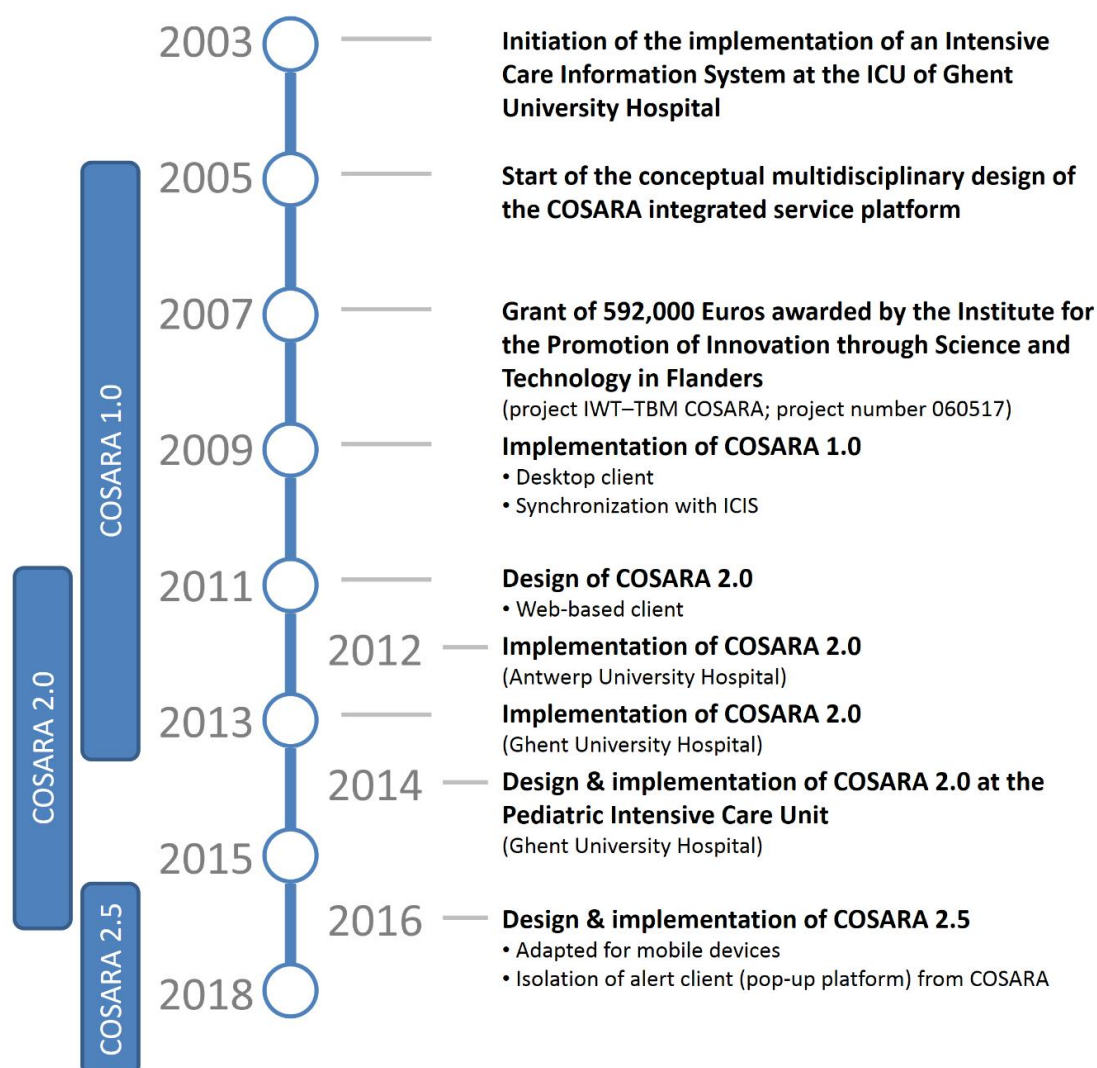 2003
Initiation of the implementation of an Intensive
Care Information System at the ICU of Ghent
University Hospital
2005
Start of the conceptual multidisciplinary design of
the COSARA integrated service platform
2007
Grant of 592,000 Euros awarded by the Institute for
the Promotion of Innovation through Science and
Technology in Flanders
(project IWT–TBM COSARA; project number 060517)
2009
Implementation of COSARA 1.0
• Desktop client
• Synchronization with ICIS
2011
Design of COSARA 2.0
• Web-based client
2012
Implementation of COSARA 2.0
(Antwerp University Hospital)
2013
Implementation of COSARA 2.0
(Ghent University Hospital)
2014
Design & implementation of COSARA 2.0 at the
Pediatric Intensive Care Unit
(Ghent University Hospital)
2015
2016
Design & implementation of COSARA 2.5
• Adapted for mobile devices
• Isolation of alert client (pop-up platform) from COSARA
2018
COSARA 1.0
COSARA 2.0
COSARA 2.5